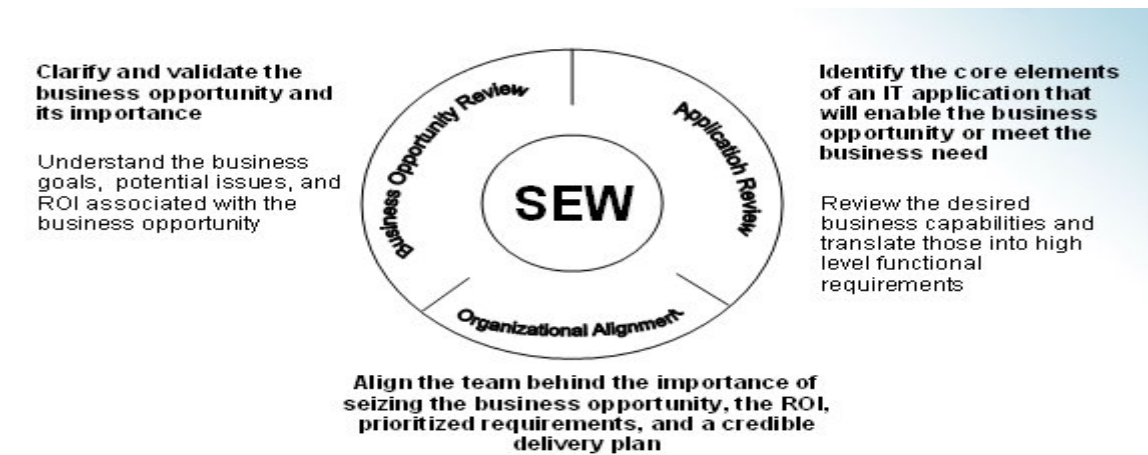 Clarify and validate the
business opportunity and
its importance
Understand the business
goals, potential issues, and
ROI associated with the
business opportunity
Business Opportunity Review
Application Review
SEW
Organizational Alignment
Identify the core elements
of an IT application that
will enable the business
opportunity or meet the
business need
Review the desired
business capabilities and
translate those into high
level functional
requirements
Align the team behind the importance of
seizing the business opportunity, the ROI,
prioritized requirements, and a credible
delivery plan